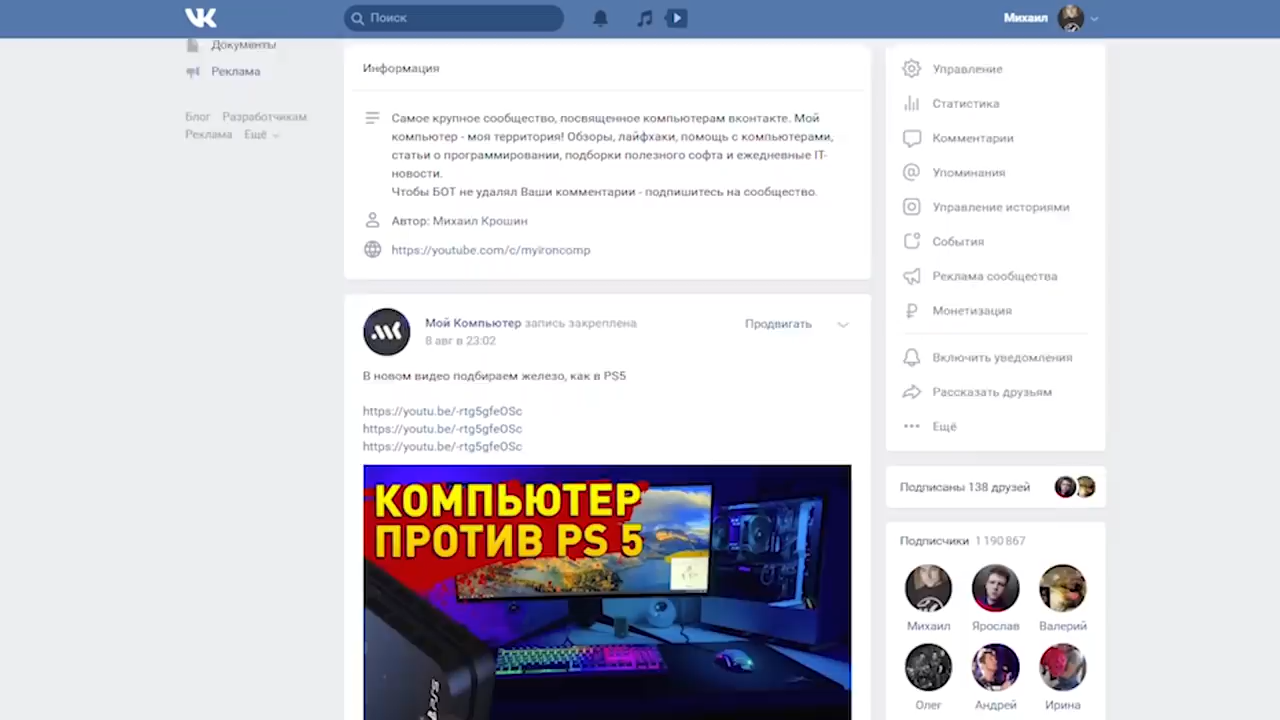 Поиск
Михаил
Документы
Реклама
Блог Разработчикам
Реклама Ещё
Информация
Самое крупное сообщество, посвященное компьютерам вконтакте. Мой
компьютер - моя территория! Обзоры, лайфхаки, помощь с компьютерами,
статьи о программировании, подборки полезного софта и ежедневные IT-
новости.
Чтобы БОТ не удалял Ваши комментарии - подпишитесь на сообщество.
Автор: Михаил Крошин
https://youtube.com/c/myironcomp
Мой Компьютер запись закреплена
8 авг в 23:02
Продвигать
В новом видео подбираем железо, как в PS5
https://youtu.be/-rtg5gfeOSc
https://youtu.be/-rtg5gfeOSc
https://youtu.be/-rtg5gfeOSc
КОМПЬЮТЕР
ПРОТИВ PS 5
Управление
Статистика
Комментарии
Упоминания
Управление историями
События
Реклама сообщества
Монетизация
Включить уведомления
Рассказать друзьям
Ещё
Подписаны 138 друзей
Подписчики 1 190 867
Михаил Ярослав Валерий
Олег Андрей Ирина